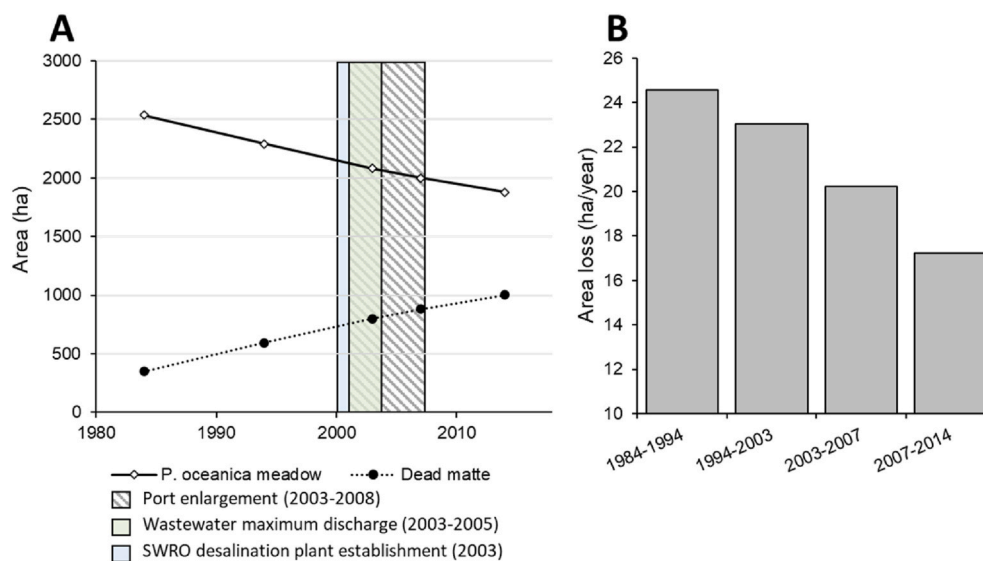 A
Area (ha)
3000
2500
2000
1500
1000
500
0
1980
1990
2000
2010
P. oceanica meadow
Dead matte
Port enlargement (2003-2008)
Wastewater maximum discharge (2003-2005)
SWRO desalination plant establishment (2003)
B
Area loss (ha/year)
26
24
22
20
18
16
14
12
10
1984-1994
1994-2003
2003-2007
2007-2014